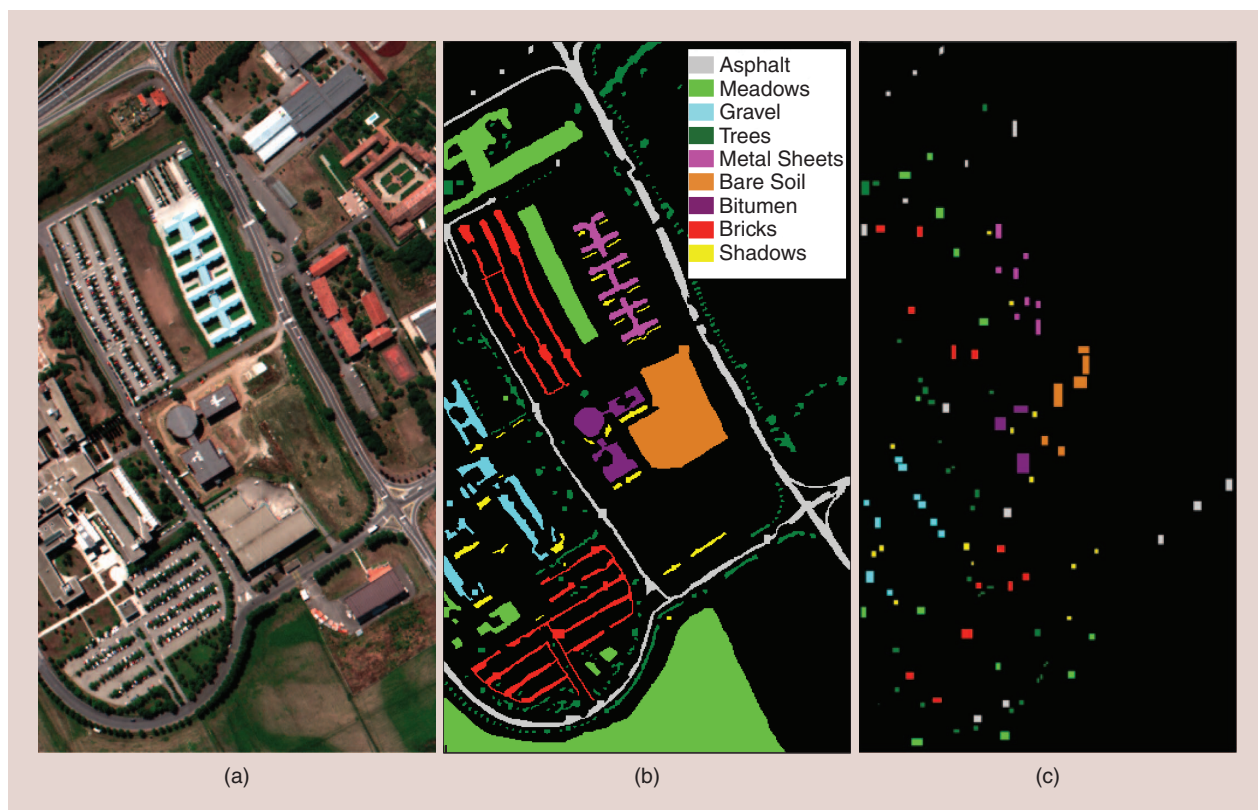 Asphalt
Meadows
Gravel
Trees
Metal Sheets
Bare Soil
Bitumen
Bricks
Shadows
(a)
(b)
(c)